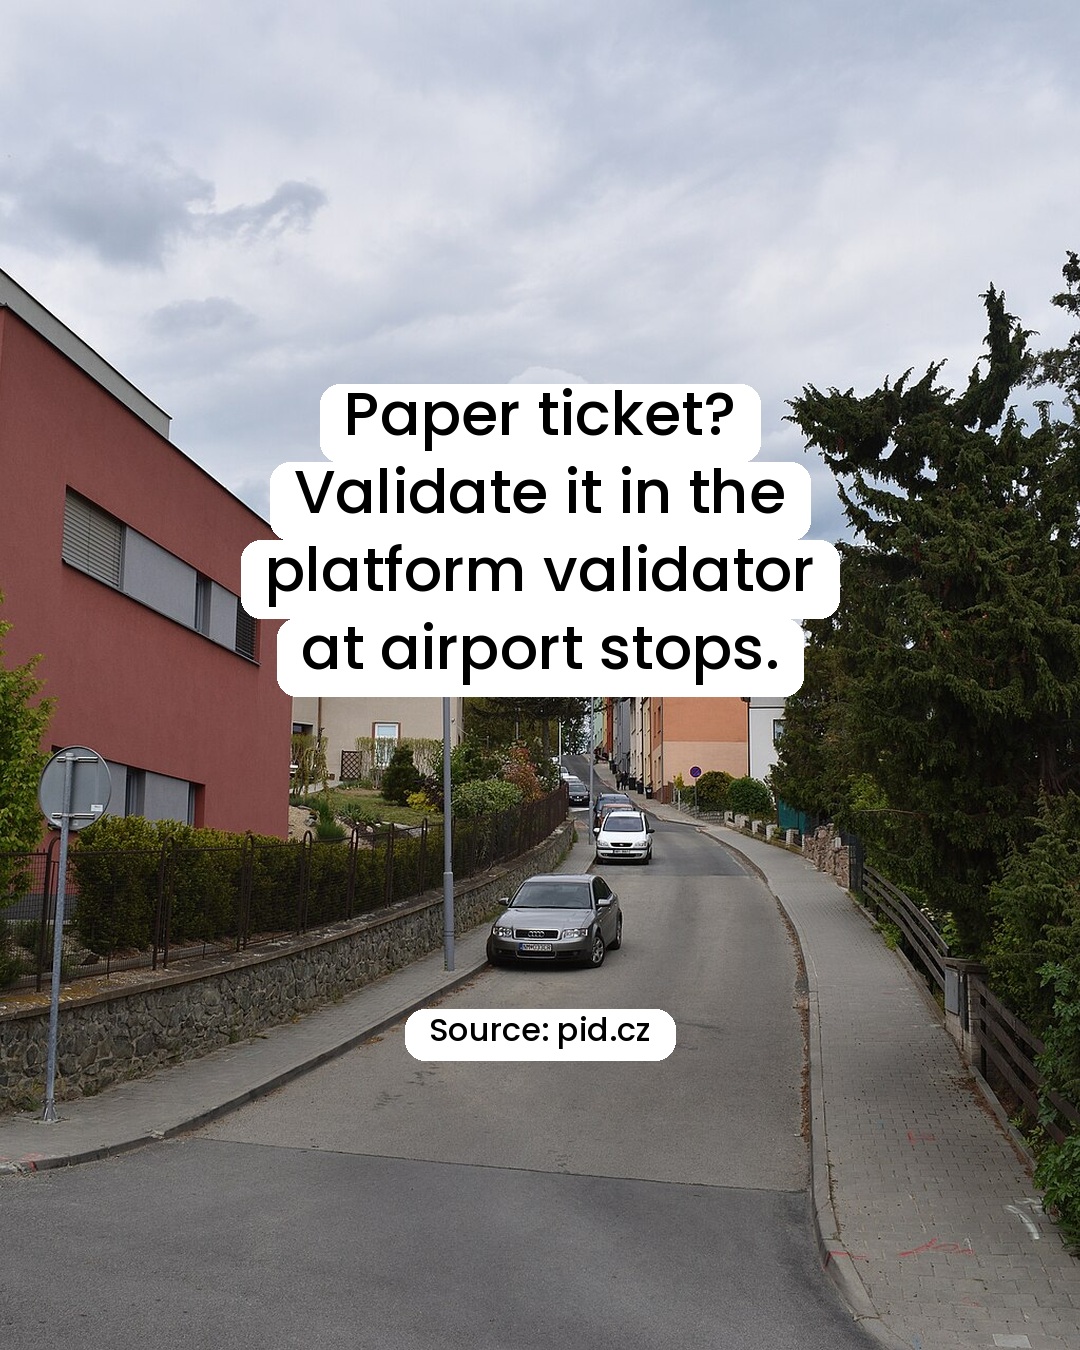 Paper ticket?
Validate it in the
platform validator
at airport stops.
Source: pid.cz